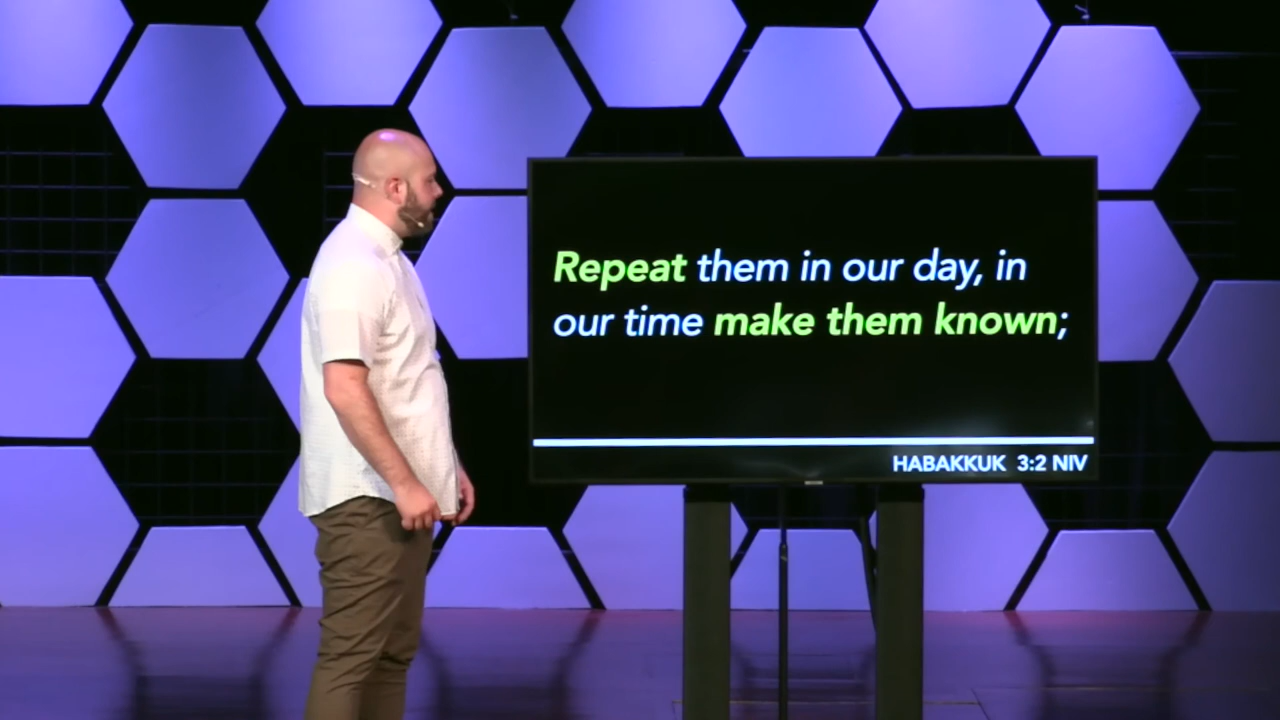 Repeat them in our day, in
our time make them known;
HABAKKUK 3:2 NIV